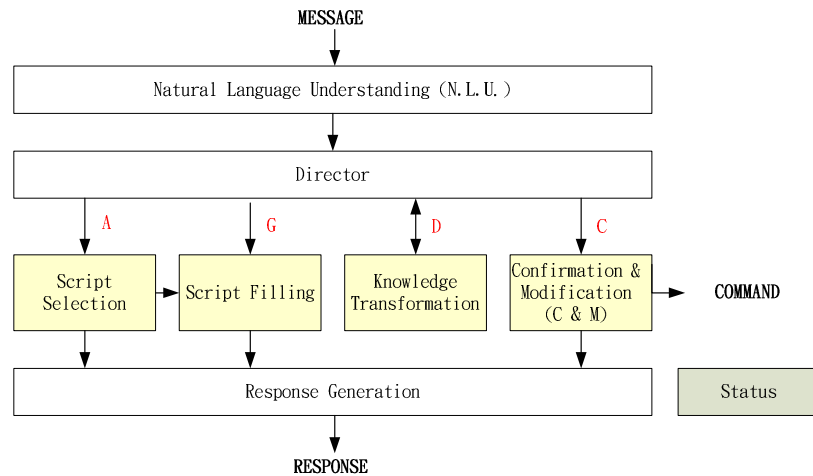 MESSAGE
Natural Language Understanding (N.L.U.)
Director
A
G
D
C
Script
Selection
Script Filling
Knowledge
Transformation
Confirmation &
Modification
(C & M)
COMMAND
Response Generation
Status
RESPONSE